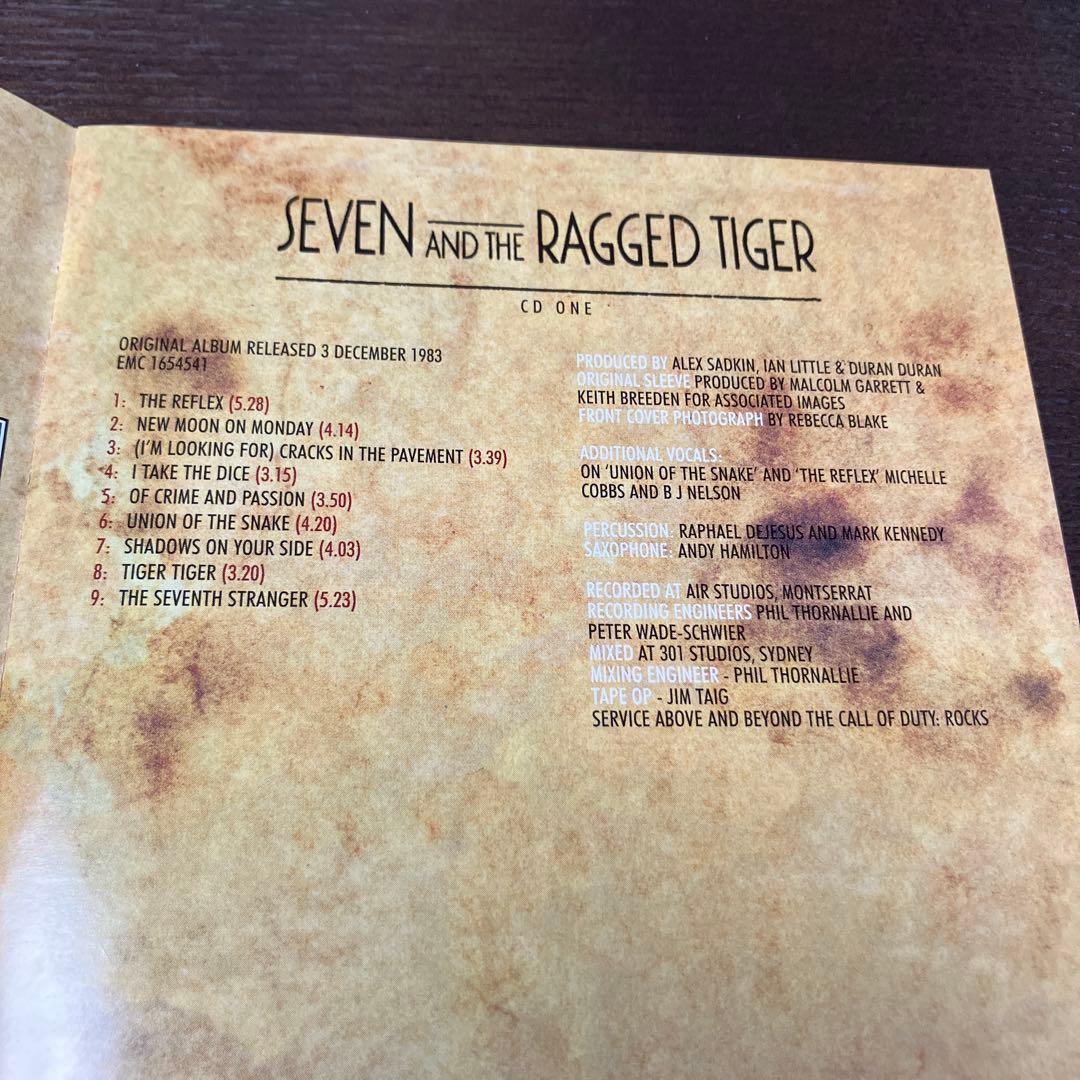 SEVEN AND THE RAGGED TIGER
CD ONE
ORIGINAL ALBUM RELEASED 3 DECEMBER 1983
EMC 1654541
1: THE REFLEX (5.28)
2: NEW MOON ON MONDAY (4.14)
3: (I'M LOOKING FOR) CRACKS IN THE PAVEMENT (3.39)
4: I TAKE THE DICE (3.15)
5: OF CRIME AND PASSION (3.50)
6: UNION OF THE SNAKE (4.20)
7: SHADOWS ON YOUR SIDE (4.03)
8: TIGER TIGER (3.20)
9: THE SEVENTH STRANGER (5.23)
PRODUCED BY ALEX SADKIN, IAN LITTLE & DURAN DURAN
ORIGINAL SLEEVE PRODUCED BY MALCOLM GARRETT &
KEITH BREEDEN FOR ASSOCIATED IMAGES
FRONT COVER PHOTOGRAPH BY REBECCA BLAKE
ADDITIONAL VOCALS:
ON 'UNION OF THE SNAKE' AND 'THE REFLEX' MICHELLE
COBBS AND B J NELSON
PERCUSSION: RAPHAEL DEJESUS AND MARK KENNEDY
SAXOPHONE: ANDY HAMILTON
RECORDED AT AIR STUDIOS, MONTSERRAT
RECORDING ENGINEERS PHIL THORNALLIE AND
PETER WADE-SCHWIER
MIXED AT 301 STUDIOS, SYDNEY
MIXING ENGINEER - PHIL THORNALLIE
TAPE OP - JIM TAIG
SERVICE ABOVE AND BEYOND THE CALL OF DUTY: ROCKS